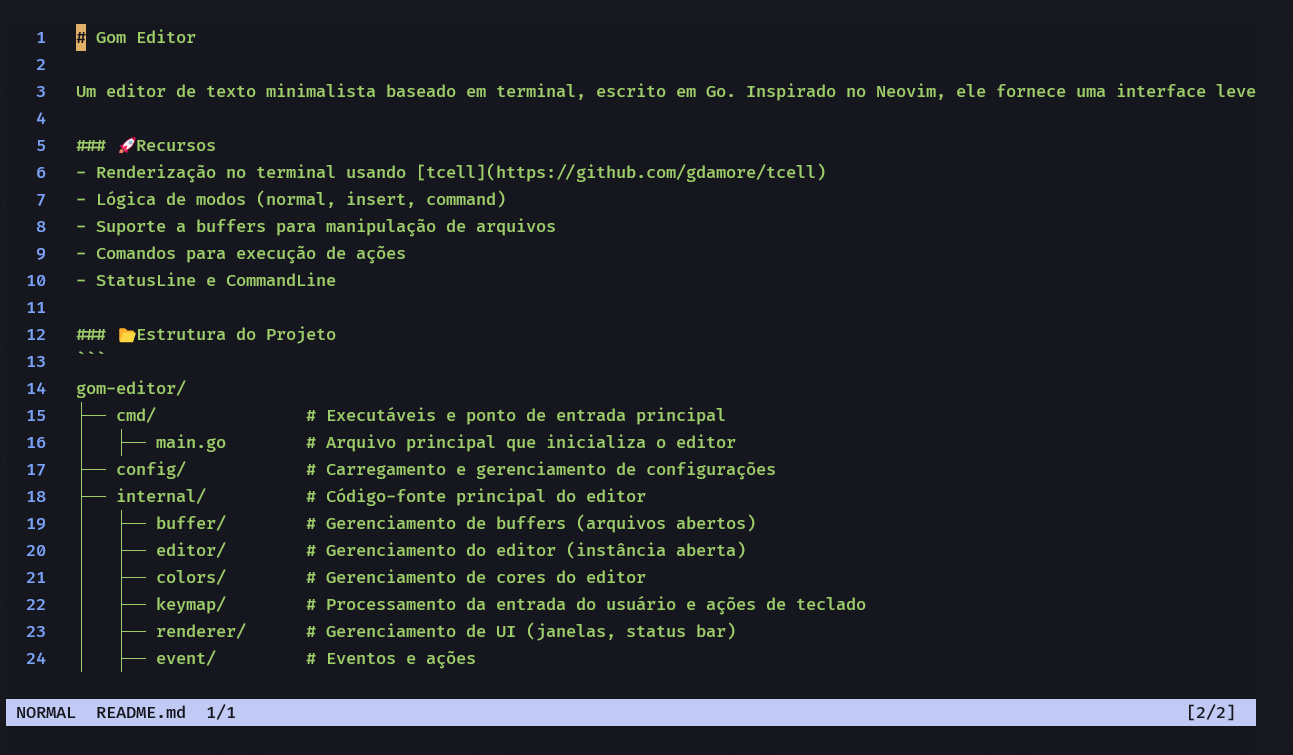 1 # Gom Editor
2
3 Um editor de texto minimalista baseado em terminal, escrito em Go. Inspirado no Neovim, ele fornece uma interface leve
4
5 ### 🚀Recursos
6 - Renderização no terminal usando [tcell](https://github.com/gdamore/tcell)
7 - Lógica de modos (normal, insert, command)
8 - Suporte a buffers para manipulação de arquivos
9 - Comandos para execução de ações
10 - StatusLine e CommandLine
11
12 ### 📂Estrutura do Projeto
13 ```
14 gom-editor/
15 ├── cmd/               # Executáveis e ponto de entrada principal
16 │   ├── main.go        # Arquivo principal que inicializa o editor
17 ├── config/            # Carregamento e gerenciamento de configurações
18 ├── internal/          # Código-fonte principal do editor
19 │   ├── buffer/        # Gerenciamento de buffers (arquivos abertos)
20 │   ├── editor/        # Gerenciamento do editor (instância aberta)
21 │   ├── colors/        # Gerenciamento de cores do editor
22 │   ├── keymap/        # Processamento da entrada do usuário e ações de teclado
23 │   ├── renderer/      # Gerenciamento de UI (janelas, status bar)
24 │   ├── event/         # Eventos e ações
NORMAL  README.md  1/1  [2/2]